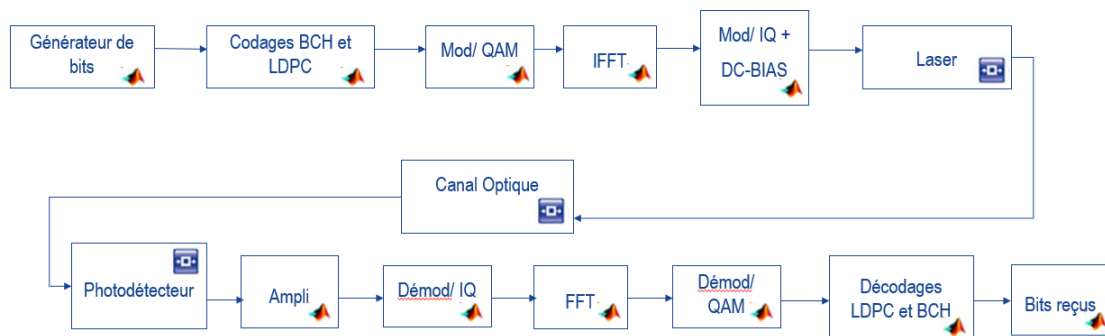 Générateur de
bits
Codages BCH et
LDPC
Mod/ QAM
IFFT
Mod/ IQ +
DC-BIAS
Laser
Canal Optique
Photodétecteur
Ampli
Démod/ IQ
FFT
Démod/
QAM
Décodages
LDPC et BCH
Bits reçus